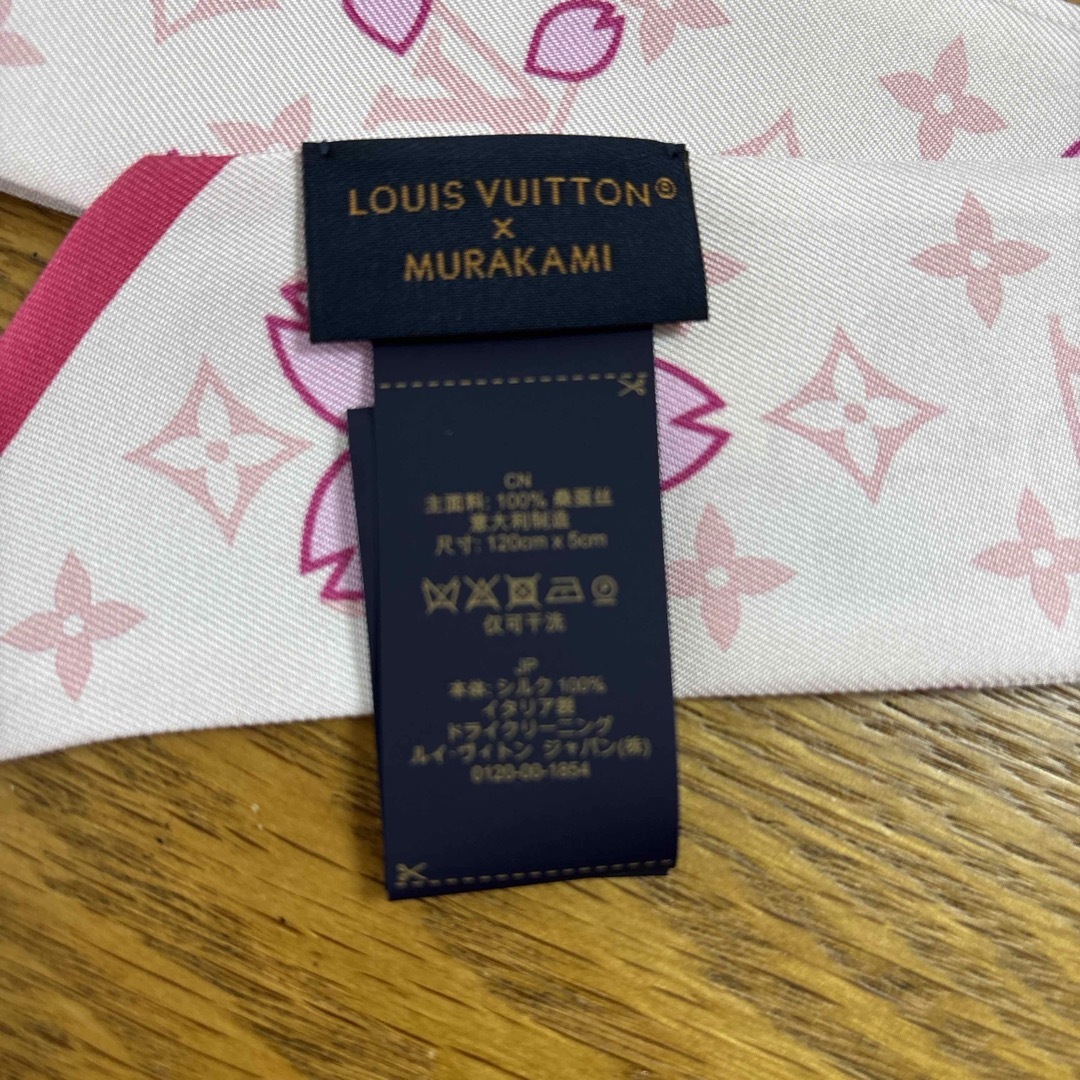 LOUIS VUITTON®
X
MURAKAMI
CN
主面料: 100% 桑蚕丝
意大利制造
尺寸: 120cm x 5cm
仅可干洗
JP
本体: シルク 100%
イタリア製
ドライクリーニング
ルイ・ヴィトン ジャパン(株)
0120-00-1854